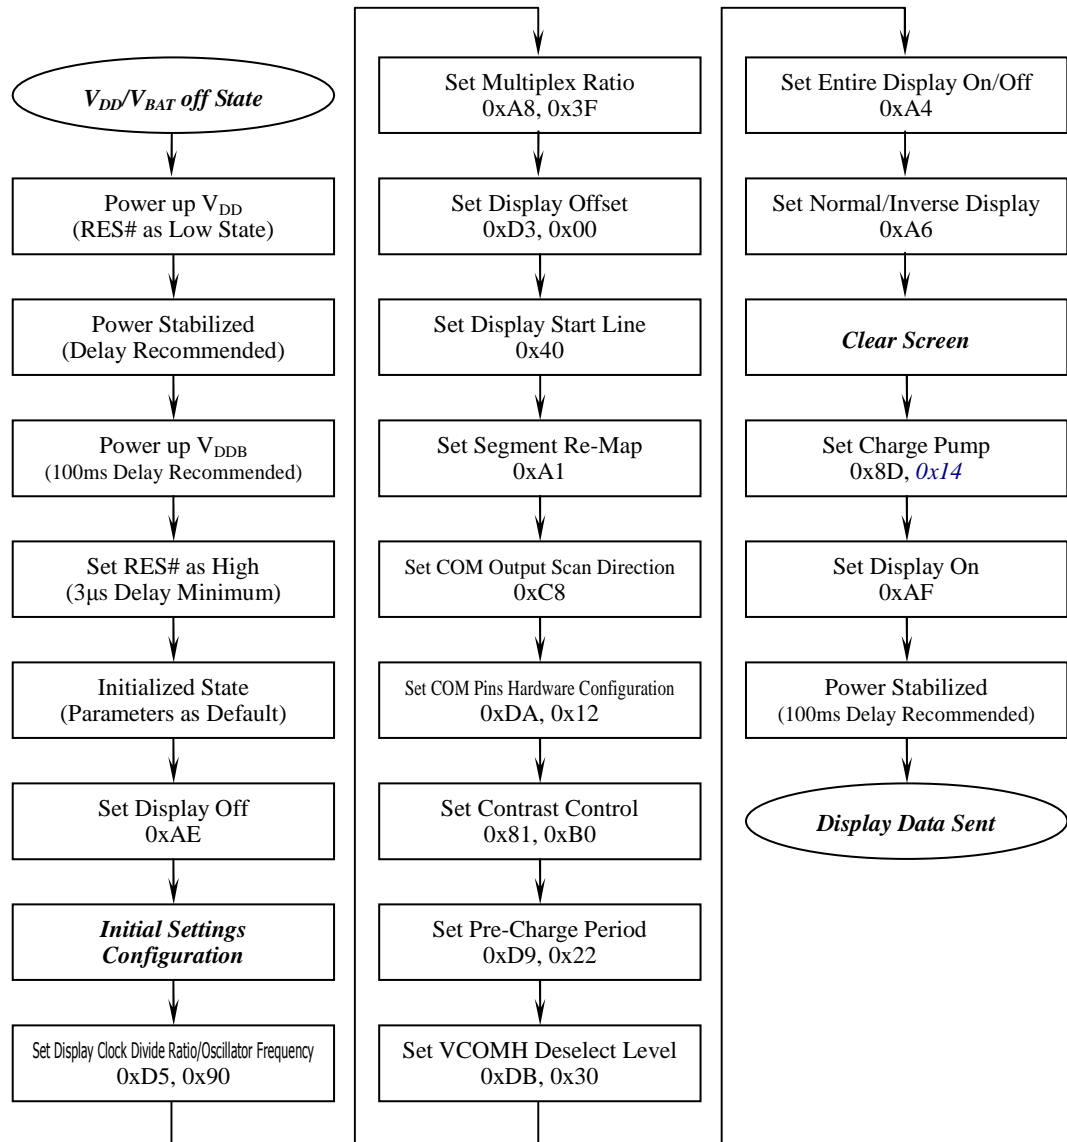 V_DD/V_BAT off State
Power up V_DD
(RES# as Low State)
Power Stabilized
(Delay Recommended)
Power up V_DDB
(100ms Delay Recommended)
Set RES# as High
(3μs Delay Minimum)
Initialized State
(Parameters as Default)
Set Display Off
0xAE
Initial Settings
Configuration
Set Display Clock Divide Ratio/Oscillator Frequency
0xD5, 0x90
Set Multiplex Ratio
0xA8, 0x3F
Set Display Offset
0xD3, 0x00
Set Display Start Line
0x40
Set Segment Re-Map
0xA1
Set COM Output Scan Direction
0xC8
Set COM Pins Hardware Configuration
0xDA, 0x12
Set Contrast Control
0x81, 0xB0
Set Pre-Charge Period
0xD9, 0x22
Set VCOMH Deselect Level
0xDB, 0x30
Set Entire Display On/Off
0xA4
Set Normal/Inverse Display
0xA6
Clear Screen
Set Charge Pump
0x8D, 0x14
Set Display On
0xAF
Power Stabilized
(100ms Delay Recommended)
Display Data Sent